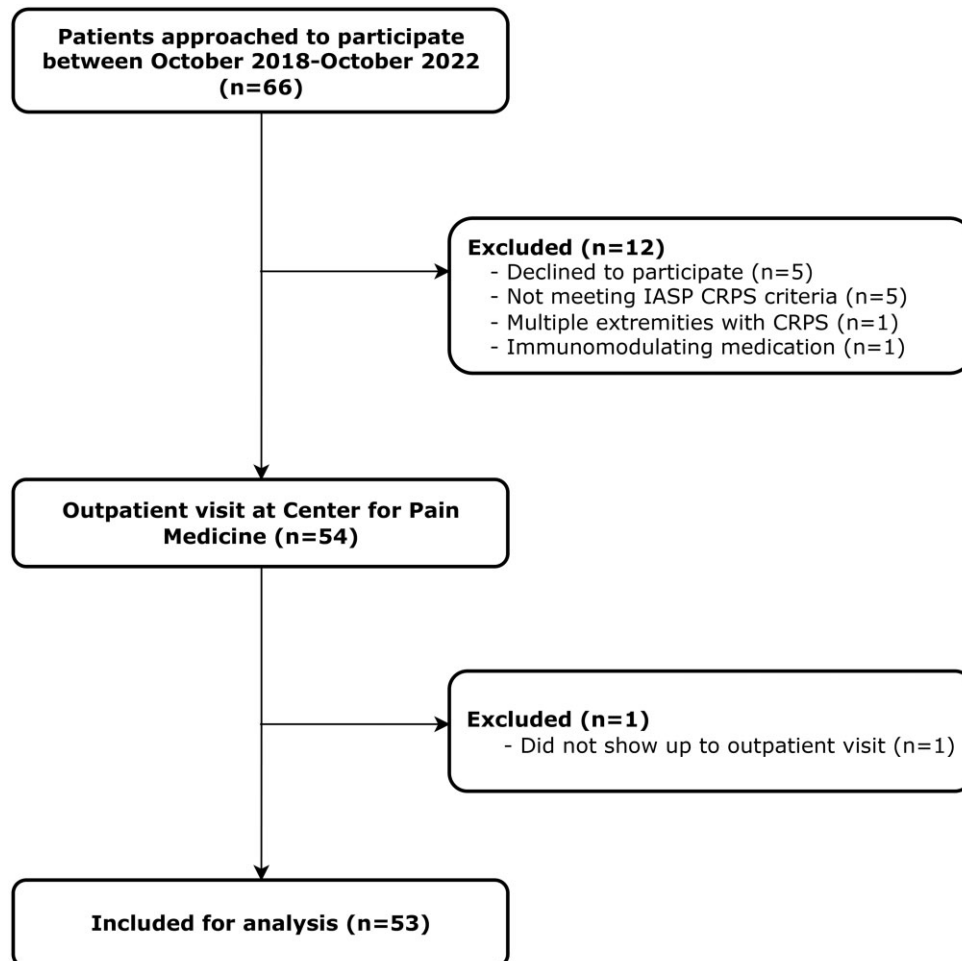 Patients approached to participate
between October 2018-October 2022
(n=66)
Excluded (n=12)
- Declined to participate (n=5)
- Not meeting IASP CRPS criteria (n=5)
- Multiple extremities with CRPS (n=1)
- Immunomodulating medication (n=1)
Outpatient visit at Center for Pain
Medicine (n=54)
Excluded (n=1)
- Did not show up to outpatient visit (n=1)
Included for analysis (n=53)